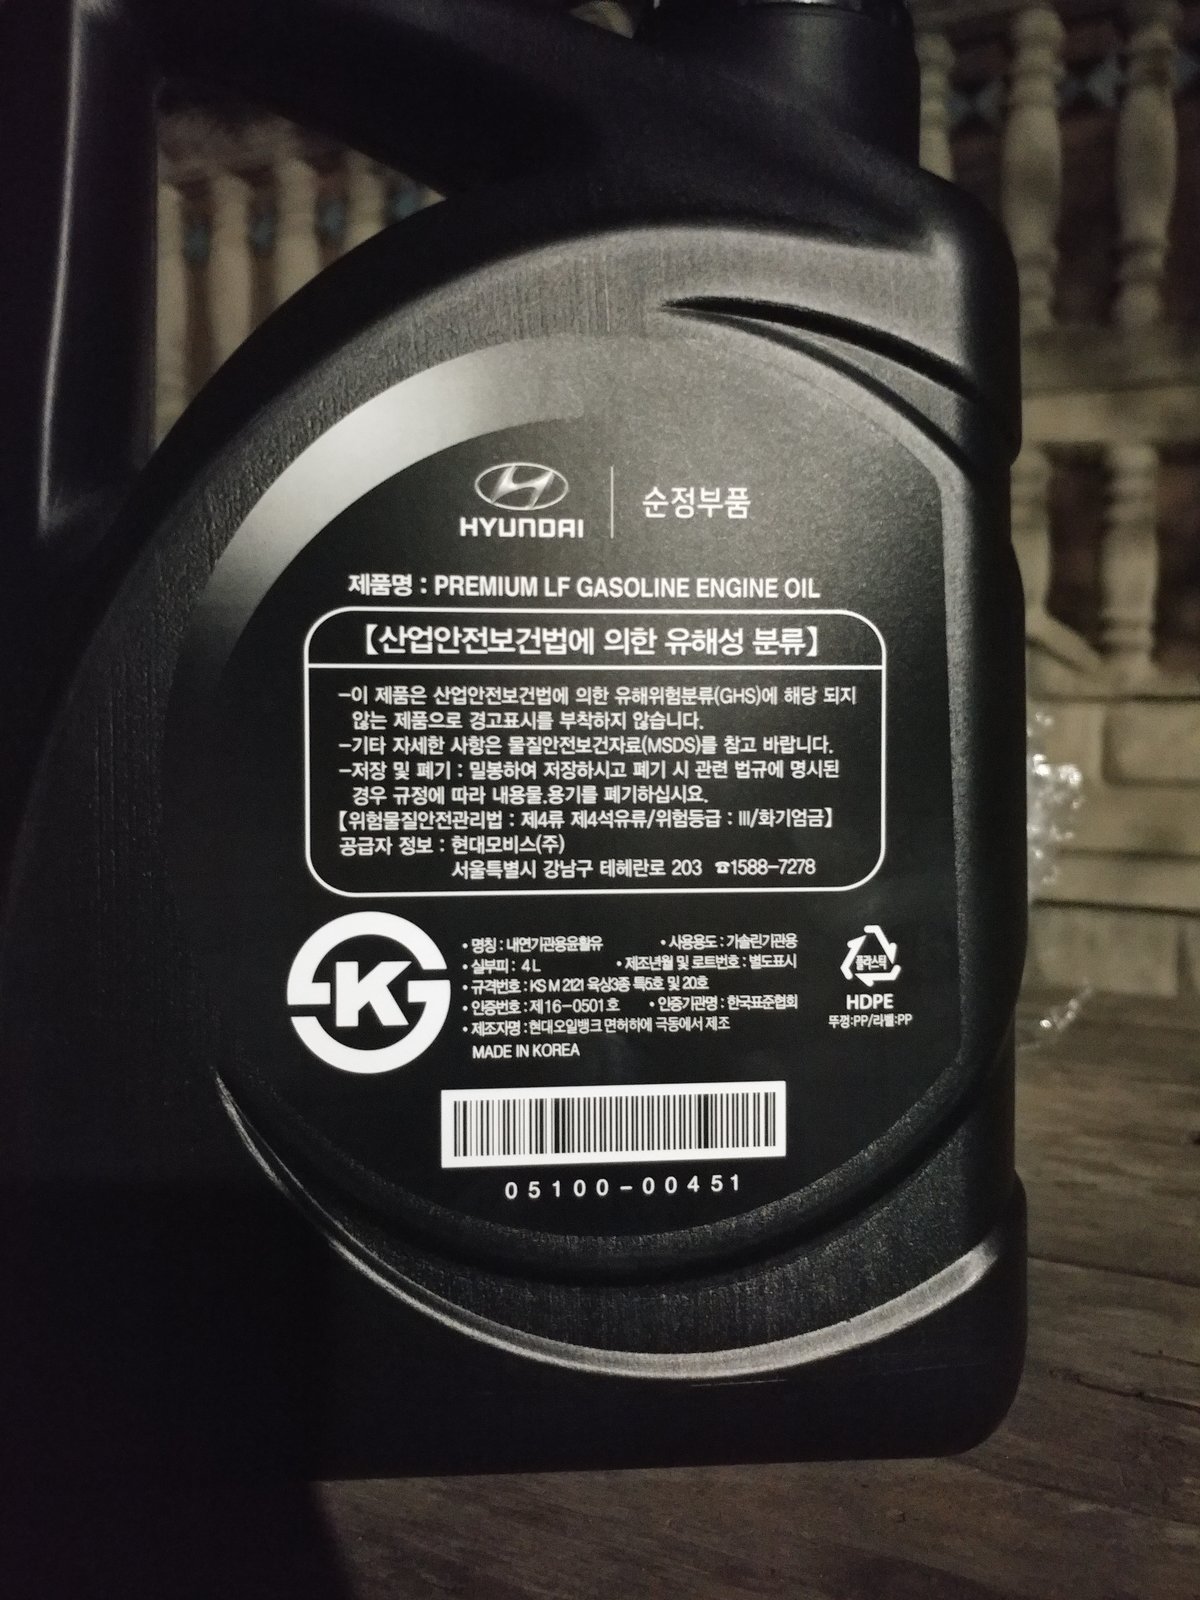 HYUNDAI
순정부품
제품명 : PREMIUM LF GASOLINE ENGINE OIL
【산업안전보건법에 의한 유해성 분류】
-이 제품은 산업안전보건법에 의한 유해위험분류(GHS)에 해당 되지
않는 제품으로 경고표시를 부착하지 않습니다.
-기타 자세한 사항은 물질안전보건자료(MSDS)를 참고 바랍니다.
-저장 및 폐기 : 밀봉하여 저장하시고 폐기 시 관련 법규에 명시된
경우 규정에 따라 내용물.용기를 폐기하십시요.
【위험물질안전관리법 : 제4류 제4석유류/위험등급 : III/화기엄금】
공급자 정보 : 현대모비스(주)
서울특별시 강남구 테헤란로 203 ☎1588-7278
K
• 명칭 : 내연기관용윤활유 • 사용용도 : 가솔린기관용
• 실부피 : 4 L • 제조년월 및 로트번호 : 별도표시
• 규격번호 : KS M 2121 육상3종 특5호 및 20호
• 인증번호 : 제16-0501호 • 인증기관명 : 한국표준협회
• 제조자명 : 현대오일뱅크 면허하에 극동에서 제조
MADE IN KOREA
플라스틱
HDPE
뚜껑:PP/라벨:PP
05100-00451